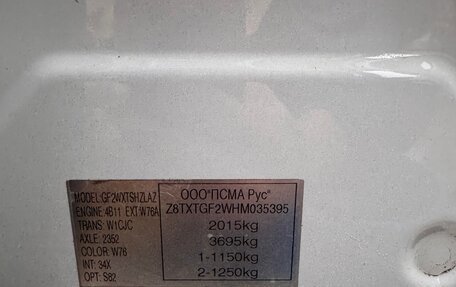 MODEL: GF2WXTSHZLAZ
ENGINE: 4B11 EXT: W76A
TRANS: W1CJC
AXLE: 2352
COLOR: W76
INT: 34X
OPT: S82
ООО"ПСМА Рус"
Z8TXTGF2WHM035395
2015kg
3695kg
1-1150kg
2-1250kg